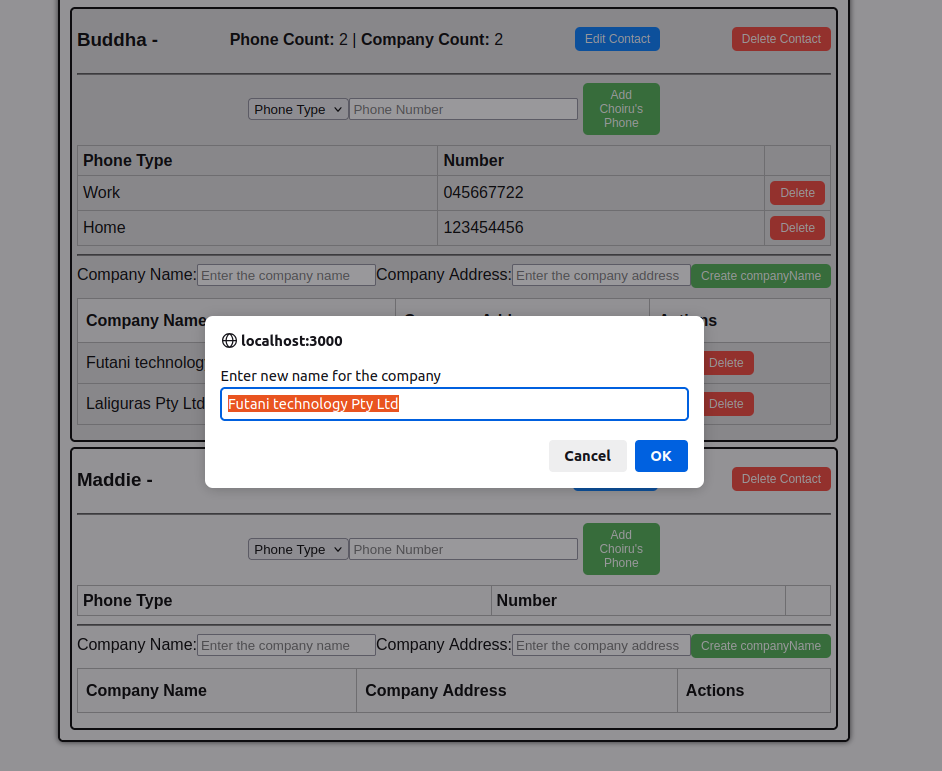 Buddha - Phone Count: 2 | Company Count: 2 Edit Contact Delete Contact
Phone Type Phone Number Add Choiru's Phone
Phone Type Number
Work 045667722 Delete
Home 123454456 Delete
Company Name: Enter the company name Company Address: Enter the company address Create companyName
Company Name
Futani technology Delete
Laliguras Pty Ltd Delete
localhost:3000
Enter new name for the company
Futani technology Pty Ltd
Cancel OK
Maddie - Delete Contact
Phone Type Phone Number Add Choiru's Phone
Phone Type Number
Company Name: Enter the company name Company Address: Enter the company address Create companyName
Company Name Company Address Actions